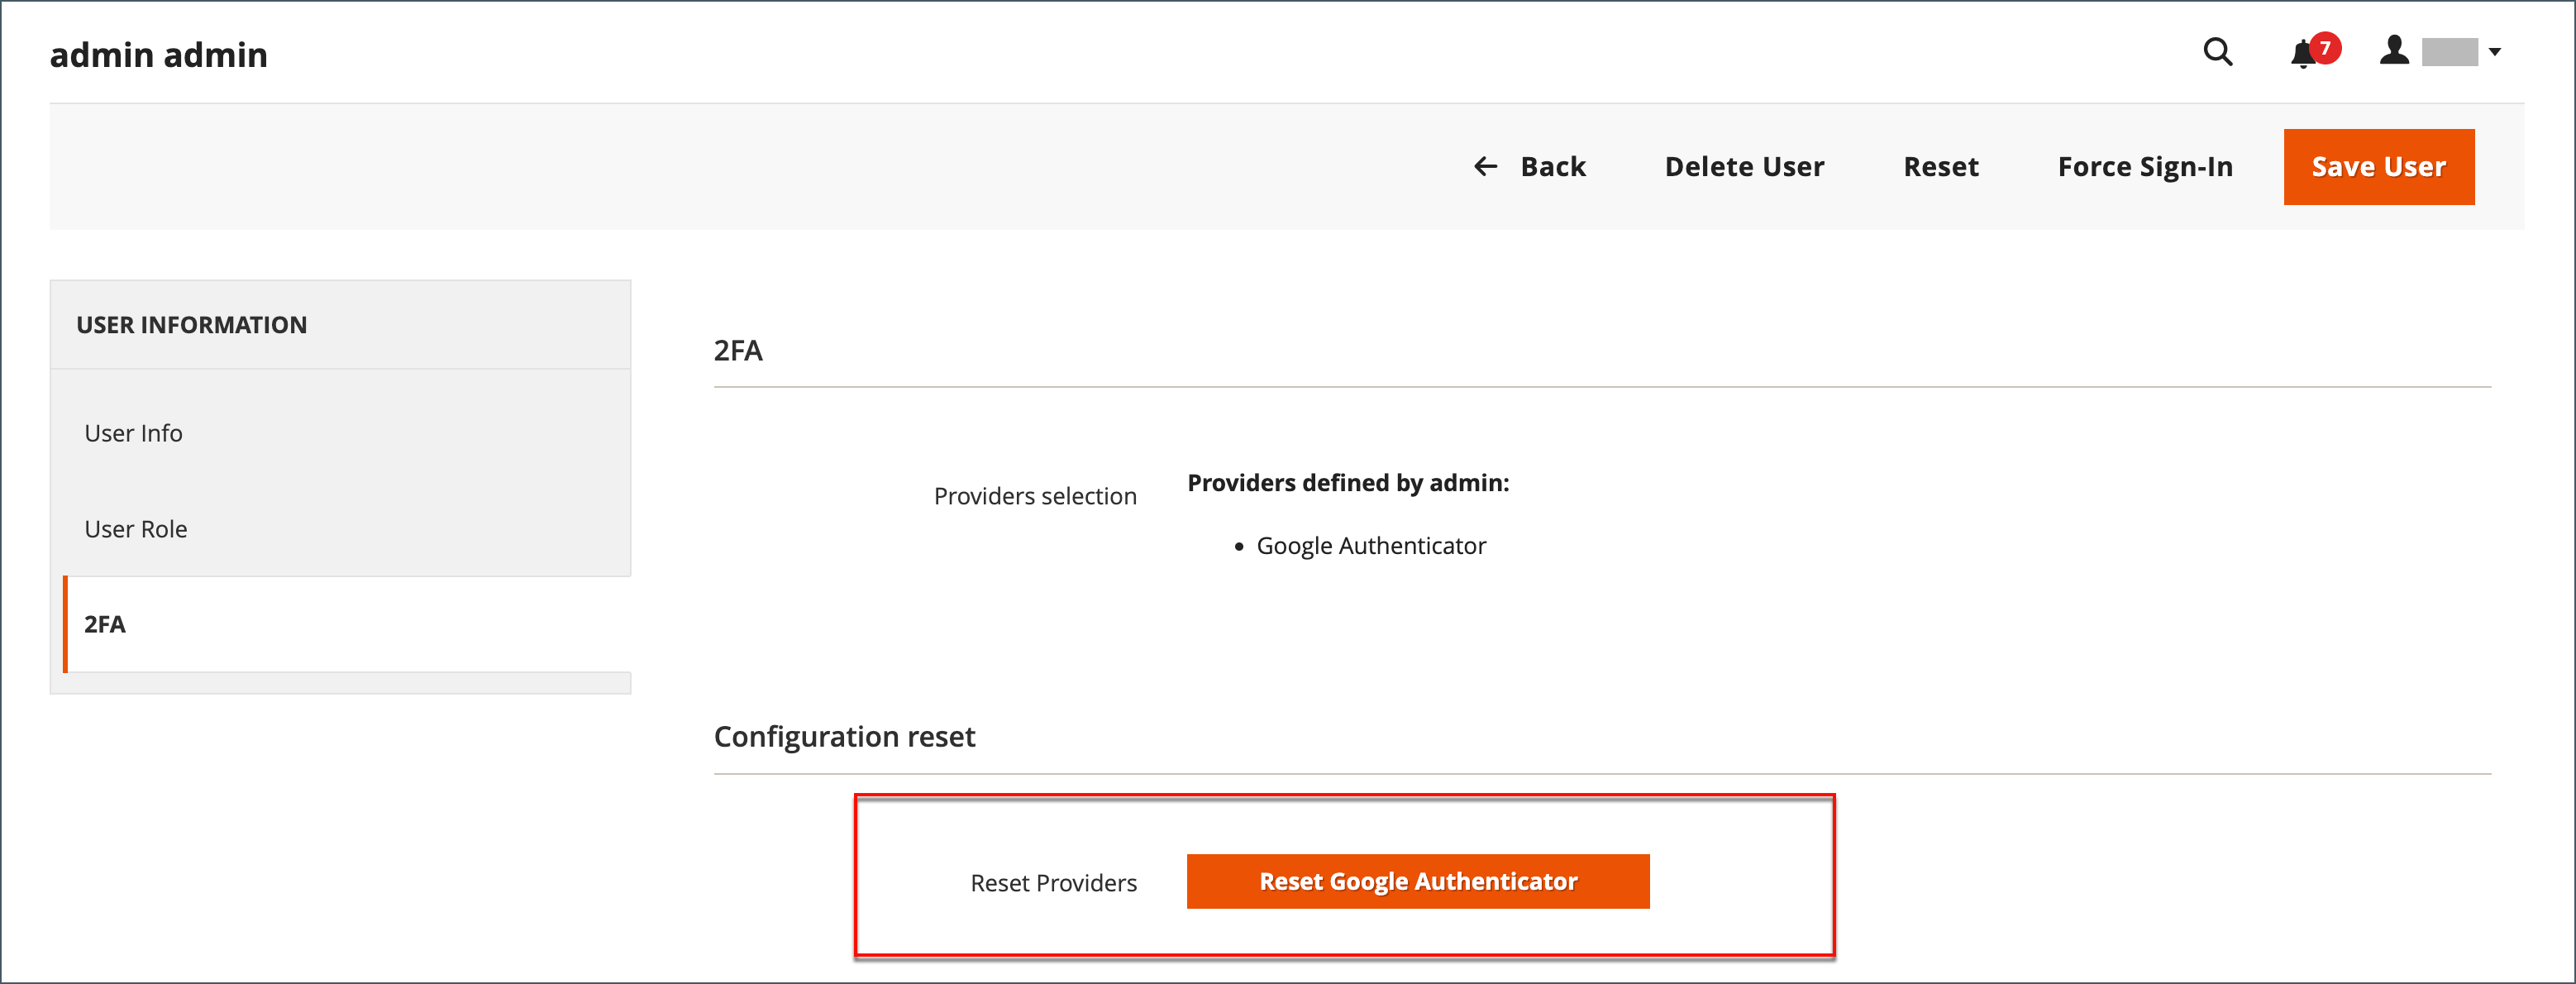 admin admin
7
Back
Delete User
Reset
Force Sign-In
Save User
USER INFORMATION
User Info
User Role
2FA
2FA
Providers selection
Providers defined by admin:
• Google Authenticator
Configuration reset
Reset Providers
Reset Google Authenticator